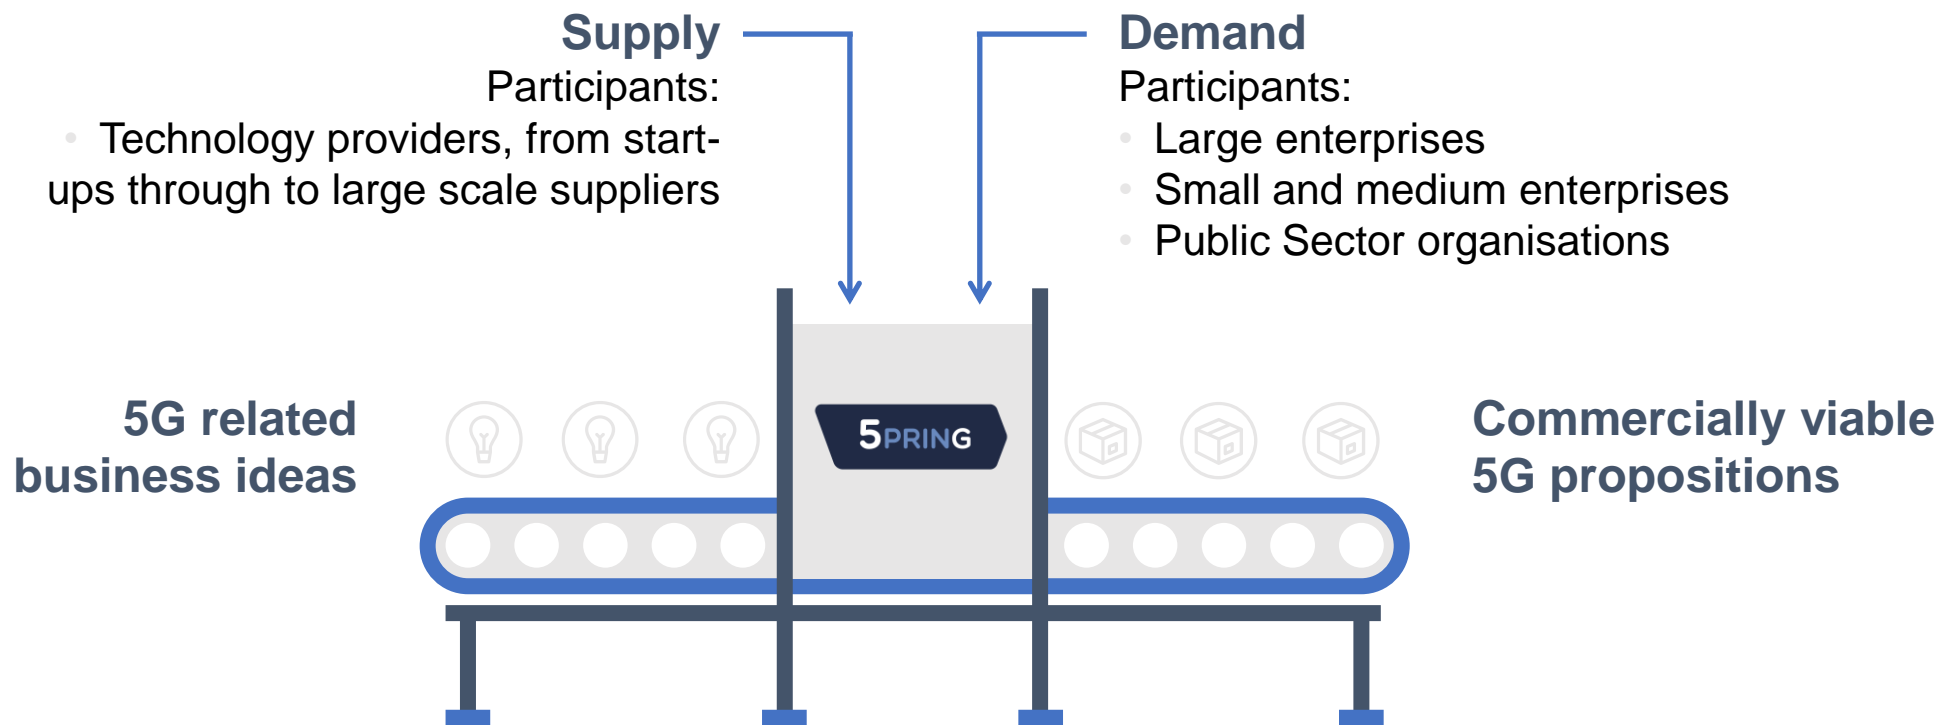 Supply
Participants:
• Technology providers, from start-
ups through to large scale suppliers
Demand
Participants:
• Large enterprises
• Small and medium enterprises
• Public Sector organisations
5G related
business ideas
5PRING
Commercially viable
5G propositions